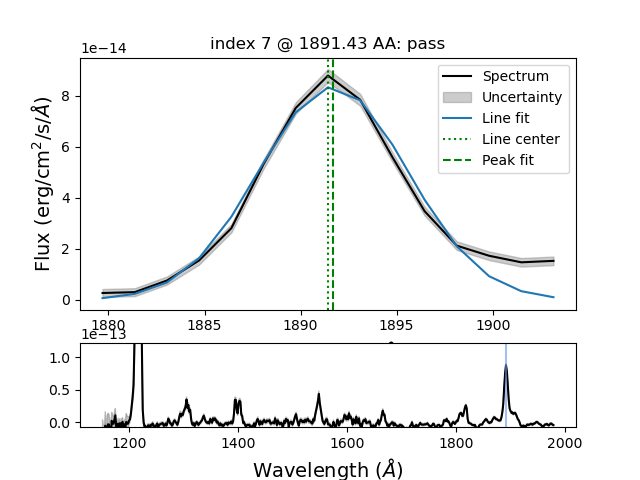 index 7 @ 1891.43 AA: pass
1e−14
Flux (erg/cm²/s/Å)
8
6
4
2
0
Spectrum
Uncertainty
Line fit
Line center
Peak fit
1880 1885 1890 1895 1900
1e−13
1.0
0.5
0.0
1200 1400 1600 1800 2000
Wavelength (Å)